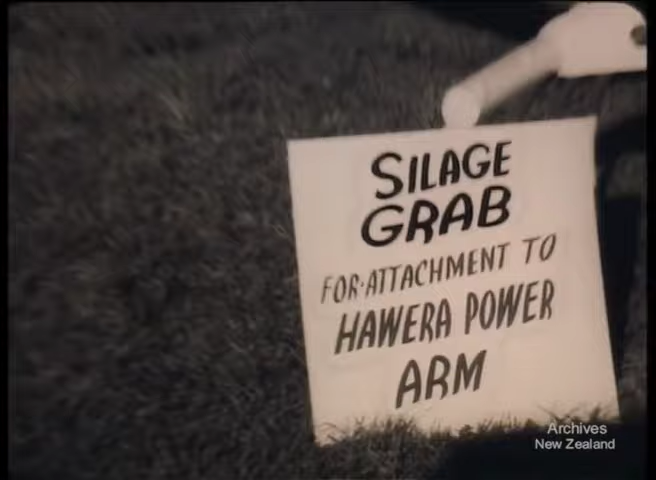 SILAGE
GRAB
FOR·ATTACHMENT TO
HAWERA POWER
ARM
Archives
New Zealand